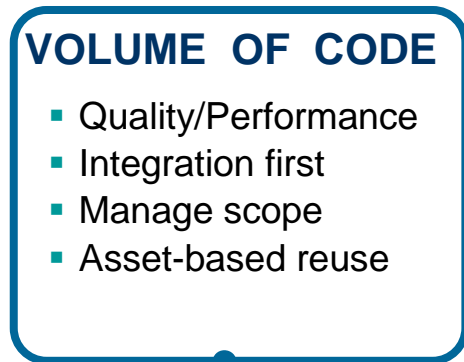 VOLUME OF CODE
▪ Quality/Performance
▪ Integration first
▪ Manage scope
▪ Asset-based reuse